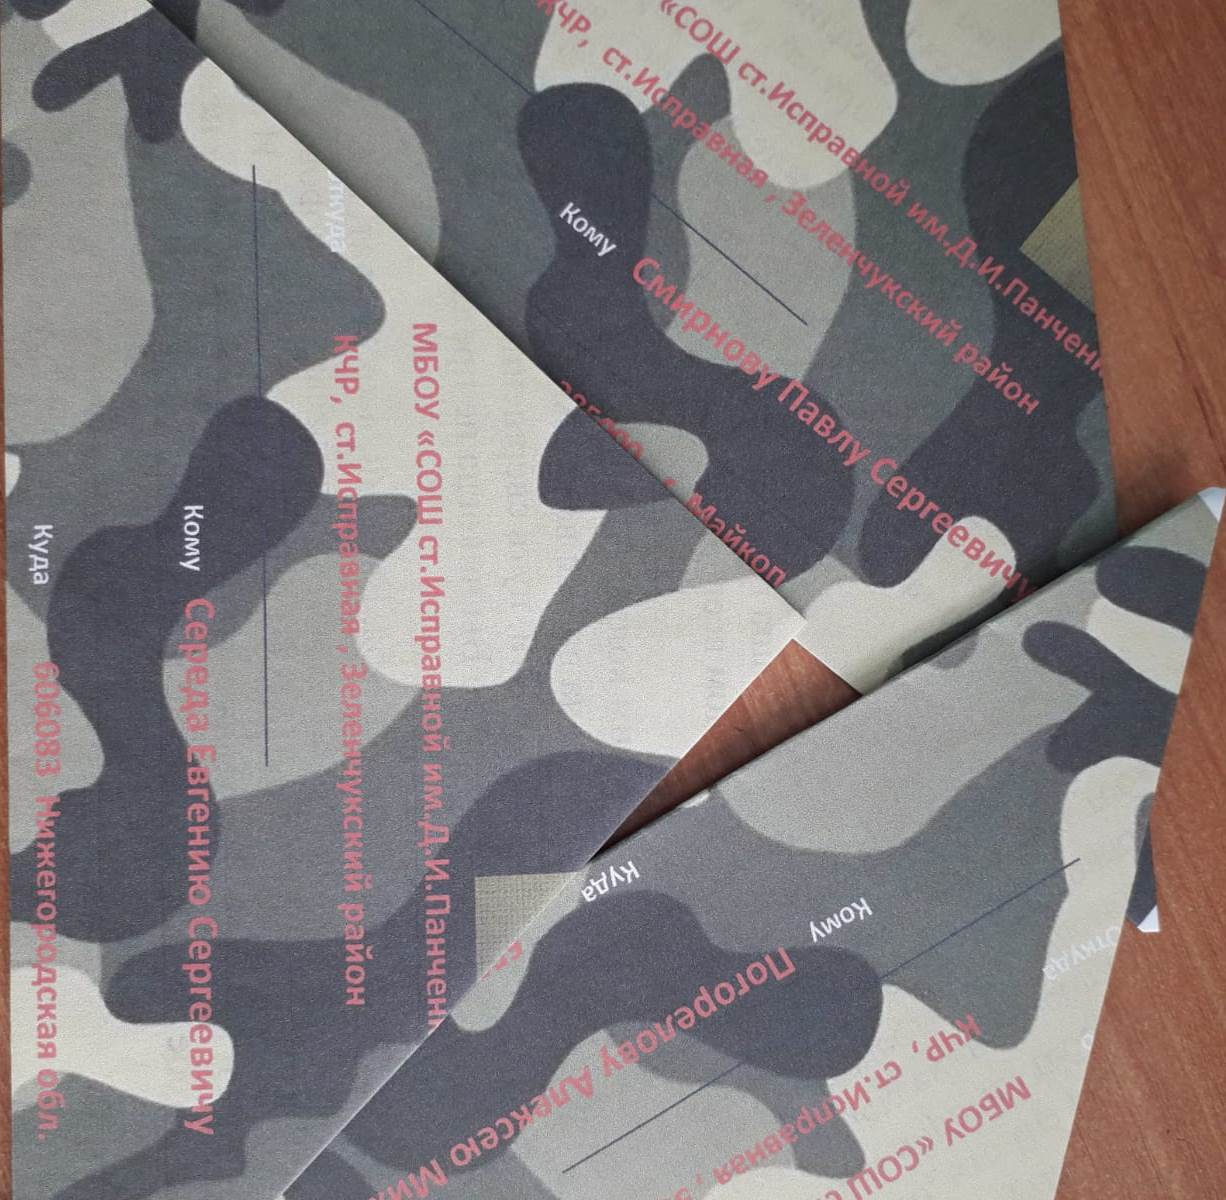 МБОУ «СОШ ст.Исправной им.Д.И.Панчен
КЧР, ст.Исправная , Зеленчукский район
Кому Середа Евгению Сергеевичу
Куда 606083 Нижегородская обл.
«СОШ ст.Исправной им.Д.И.Панчен
КЧР, ст.Исправная , Зеленчукский район
Кому Смирнову Павлу Сергеевичу
Майкоп
МБОУ «СОШ
Откуда КЧР, ст.Исправная ,
Кому Погорелову Алексею
Куда